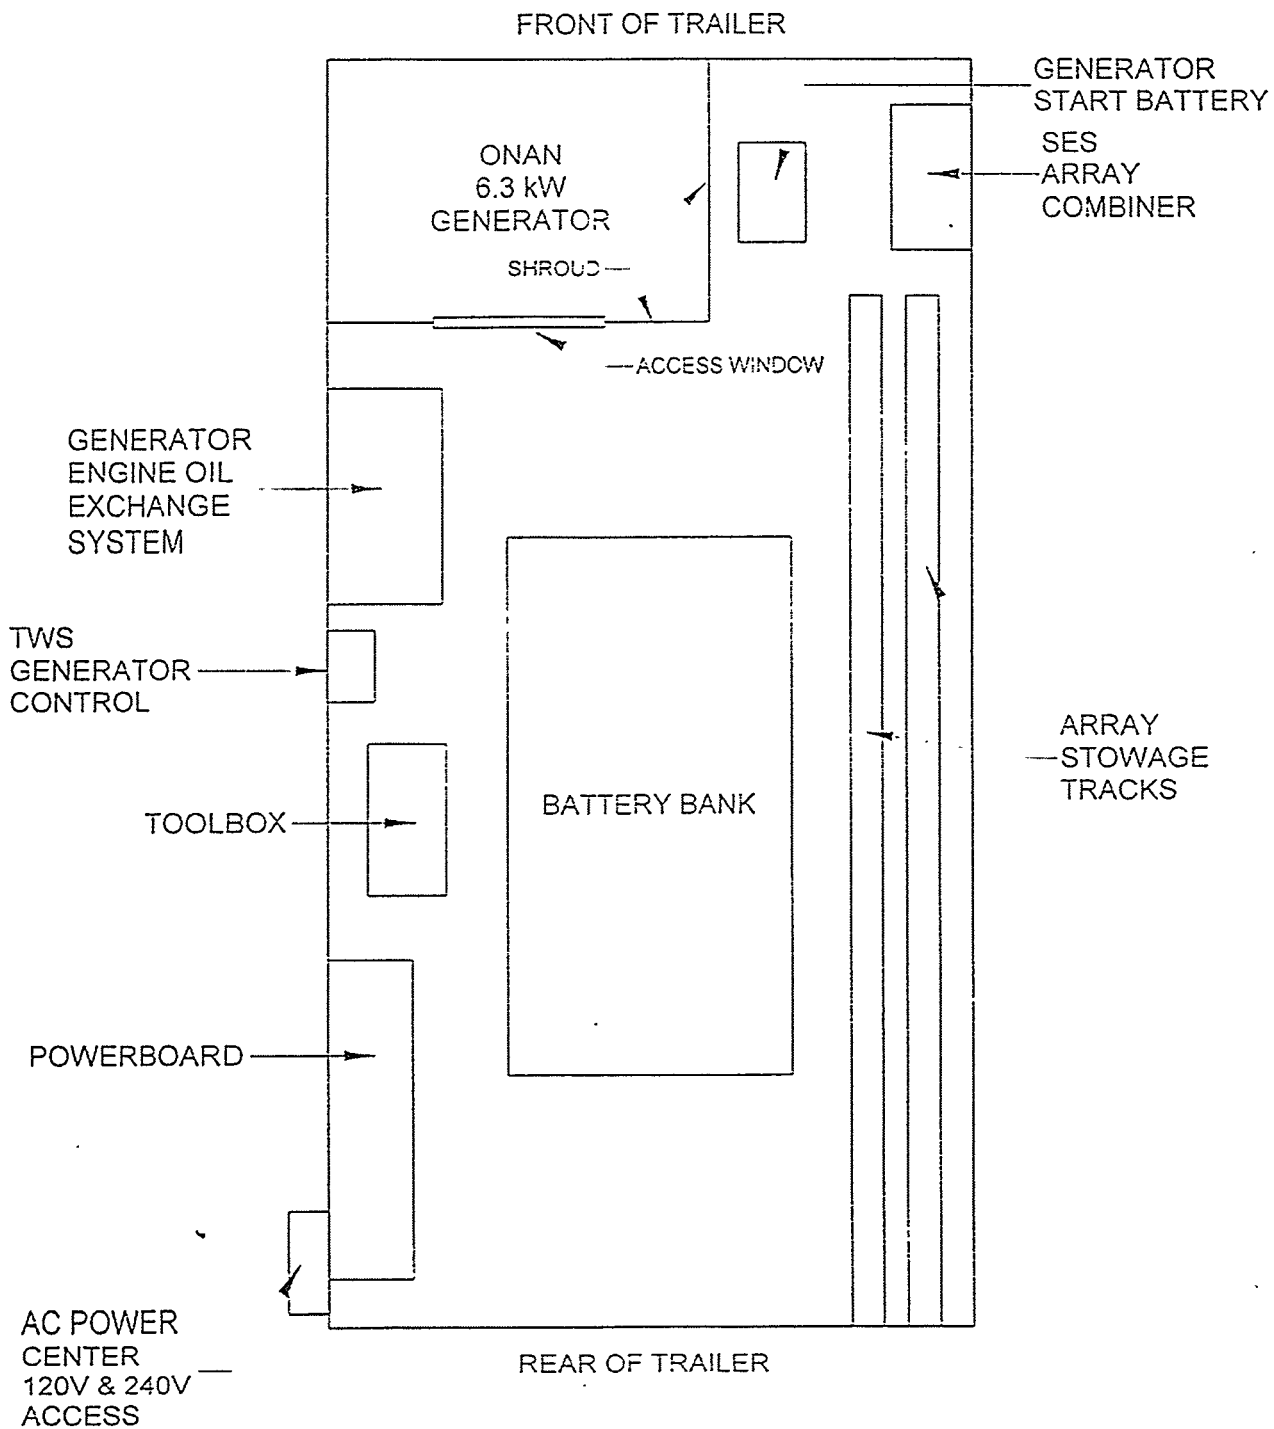 FRONT OF TRAILER
GENERATOR
START BATTERY
SES
ARRAY
COMBINER
ONAN
6.3 kW
GENERATOR
SHROUD
ACCESS WINDOW
GENERATOR
ENGINE OIL
EXCHANGE
SYSTEM
TWS
GENERATOR
CONTROL
ARRAY
STOWAGE
TRACKS
TOOLBOX
BATTERY BANK
POWERBOARD
AC POWER
CENTER
120V & 240V
ACCESS
REAR OF TRAILER